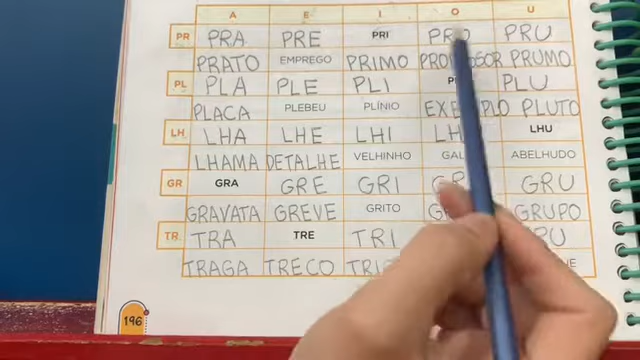 A E I O U
PR PRA PRE PRI PRO PRU
PRATO EMPREGO PRIMO PRUMO
PL PLA PLE PLI PLU
PLACA PLEBEU PLÍNIO PLUTO
LH LHA LHE LHI LHU
LHAMA DETALHE VELHINHO ABELHUDO
GR GRA GRE GRI GRU
GRAVATA GREVE GRITO GRUPO
TR TRA TRE TRI
TRAGA TRECO
196